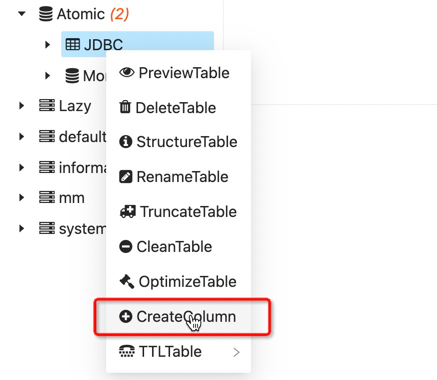 Atomic (2)
JDBC
Mo
PreviewTable
DeleteTable
Lazy
StructureTable
default
RenameTable
informa
TruncateTable
mm
CleanTable
system
OptimizeTable
CreateColumn
TTLTable